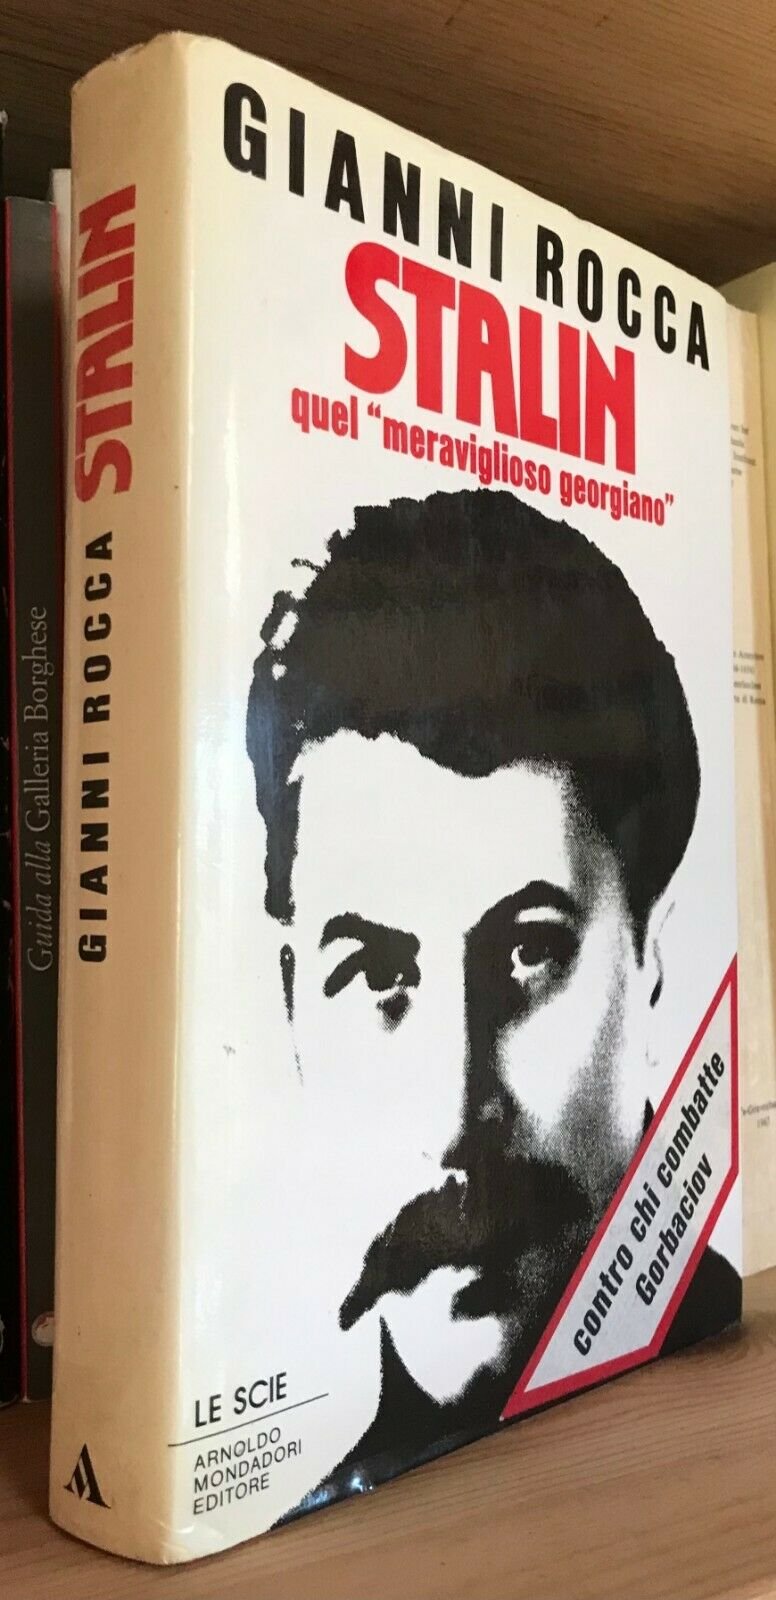 GIANNI ROCCA
STALIN
quel "meraviglioso georgiano"
contro chi combatte
Gorbaciov
LE SCIE
ARNOLDO
MONDADORI
EDITORE
GIANNI ROCCA STALIN
Guida alla Galleria Borghese